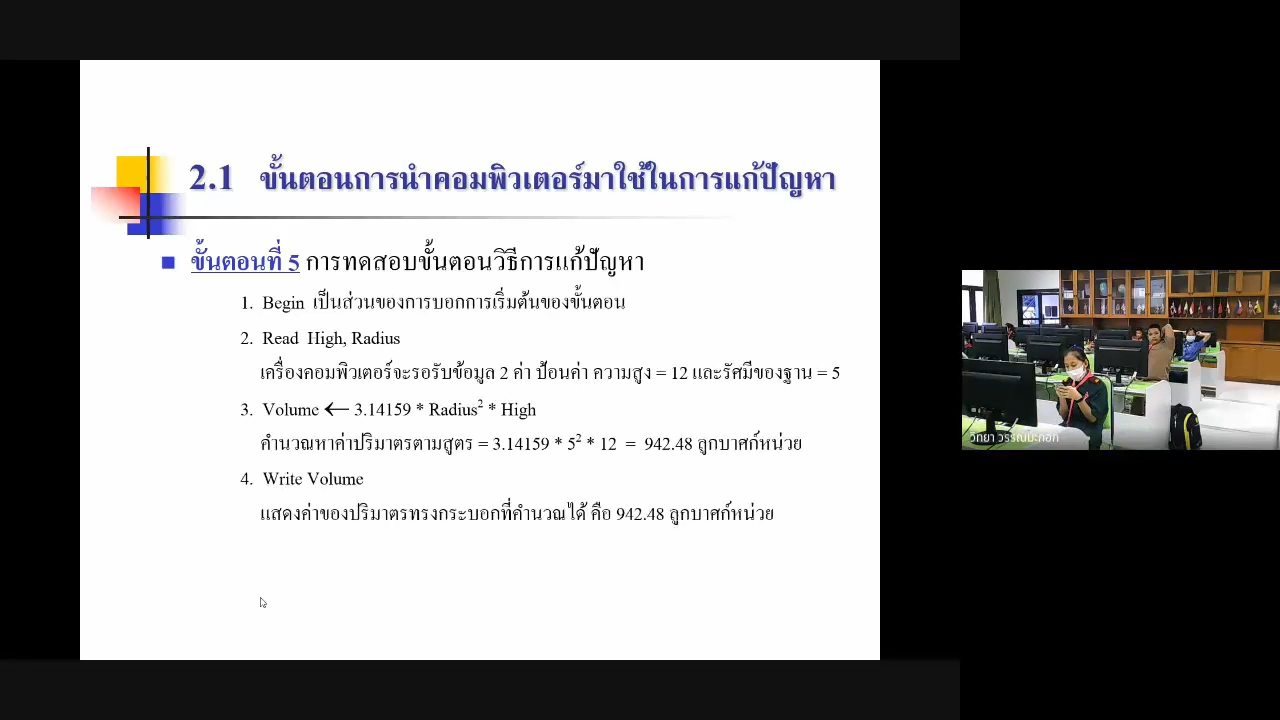 2.1 ขั้นตอนการนำคอมพิวเตอร์มาใช้ในการแก้ปัญหา
ขั้นตอนที่ 5 การทดสอบขั้นตอนวิธีการแก้ปัญหา
1. Begin เป็นส่วนของการบอกการเริ่มต้นของขั้นตอน
2. Read High, Radius
เครื่องคอมพิวเตอร์จะรอรับข้อมูล 2 ค่า ป้อนค่า ความสูง = 12 และรัศมีของฐาน = 5
3. Volume ← 3.14159 * Radius² * High
คำนวณหาค่าปริมาตรตามสูตร = 3.14159 * 5² * 12 = 942.48 ลูกบาศก์หน่วย
4. Write Volume
แสดงค่าของปริมาตรทรงกระบอกที่คำนวณได้ คือ 942.48 ลูกบาศก์หน่วย
วิทยา วรรณมะกอก